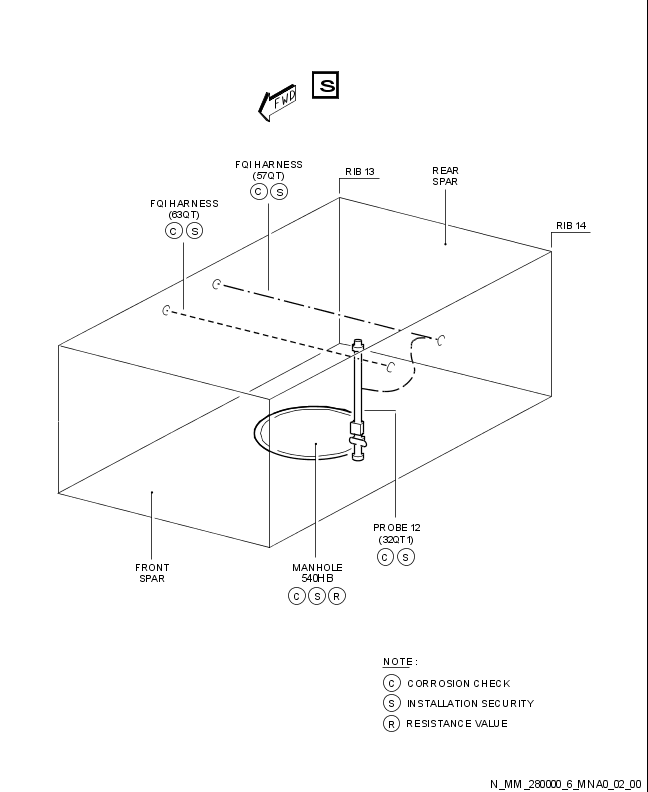 S
FWD
FQI HARNESS
(57QT)
C S
RIB 13
REAR
SPAR
FQI HARNESS
(63QT)
C S
RIB 14
PROBE 12
(32QT1)
C S
FRONT
SPAR
MANHOLE
540HB
C S R
NOTE :
C CORROSION CHECK
S INSTALLATION SECURITY
R RESISTANCE VALUE
N_MM_280000_6_MNA0_02_00